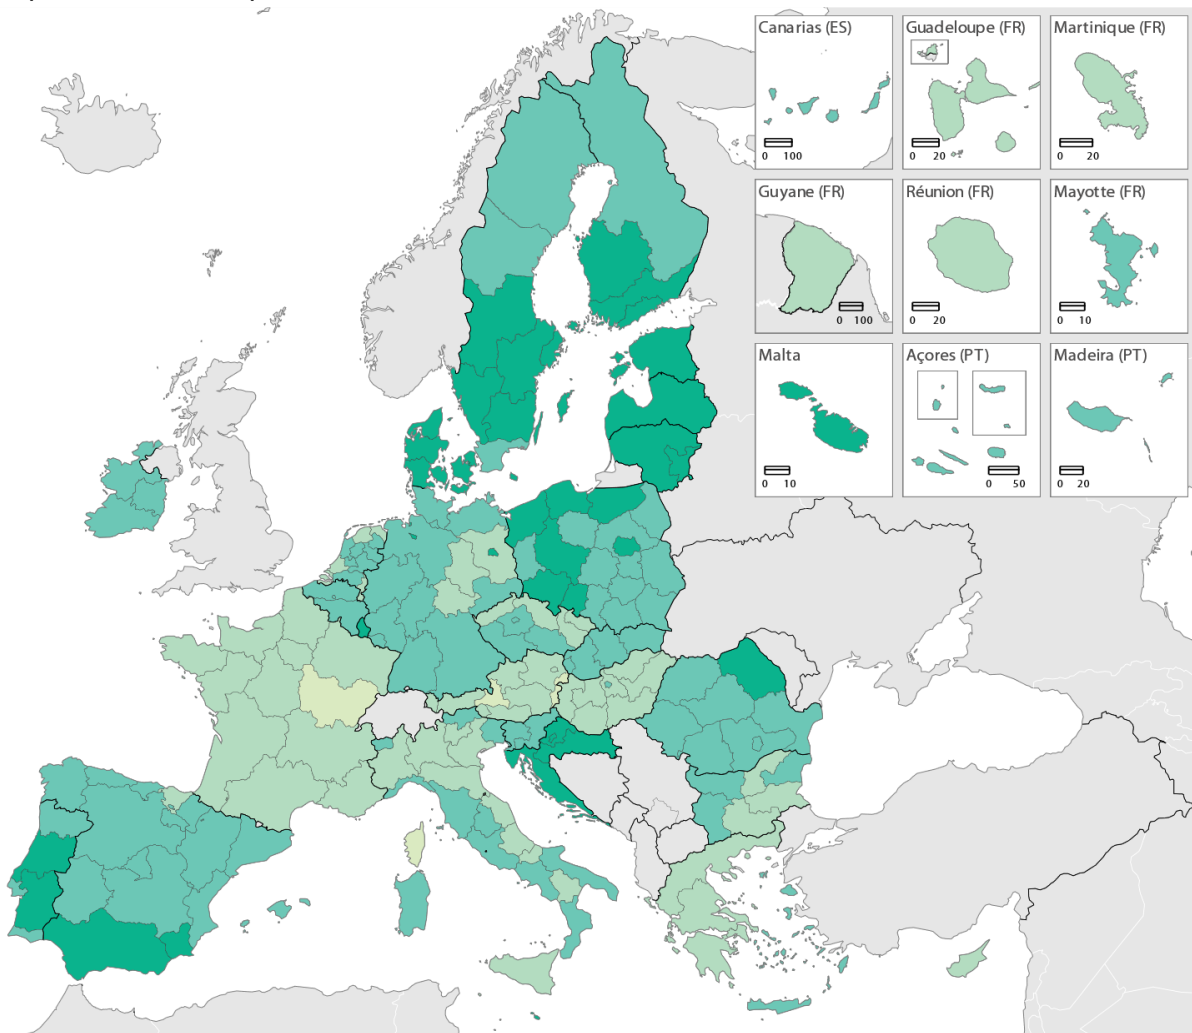 Canarias (ES)
0 100
Guadeloupe (FR)
0 20
Martinique (FR)
0 20
Guyane (FR)
0 100
Réunion (FR)
0 20
Mayotte (FR)
0 10
Malta
0 10
Açores (PT)
0 50
Madeira (PT)
0 20